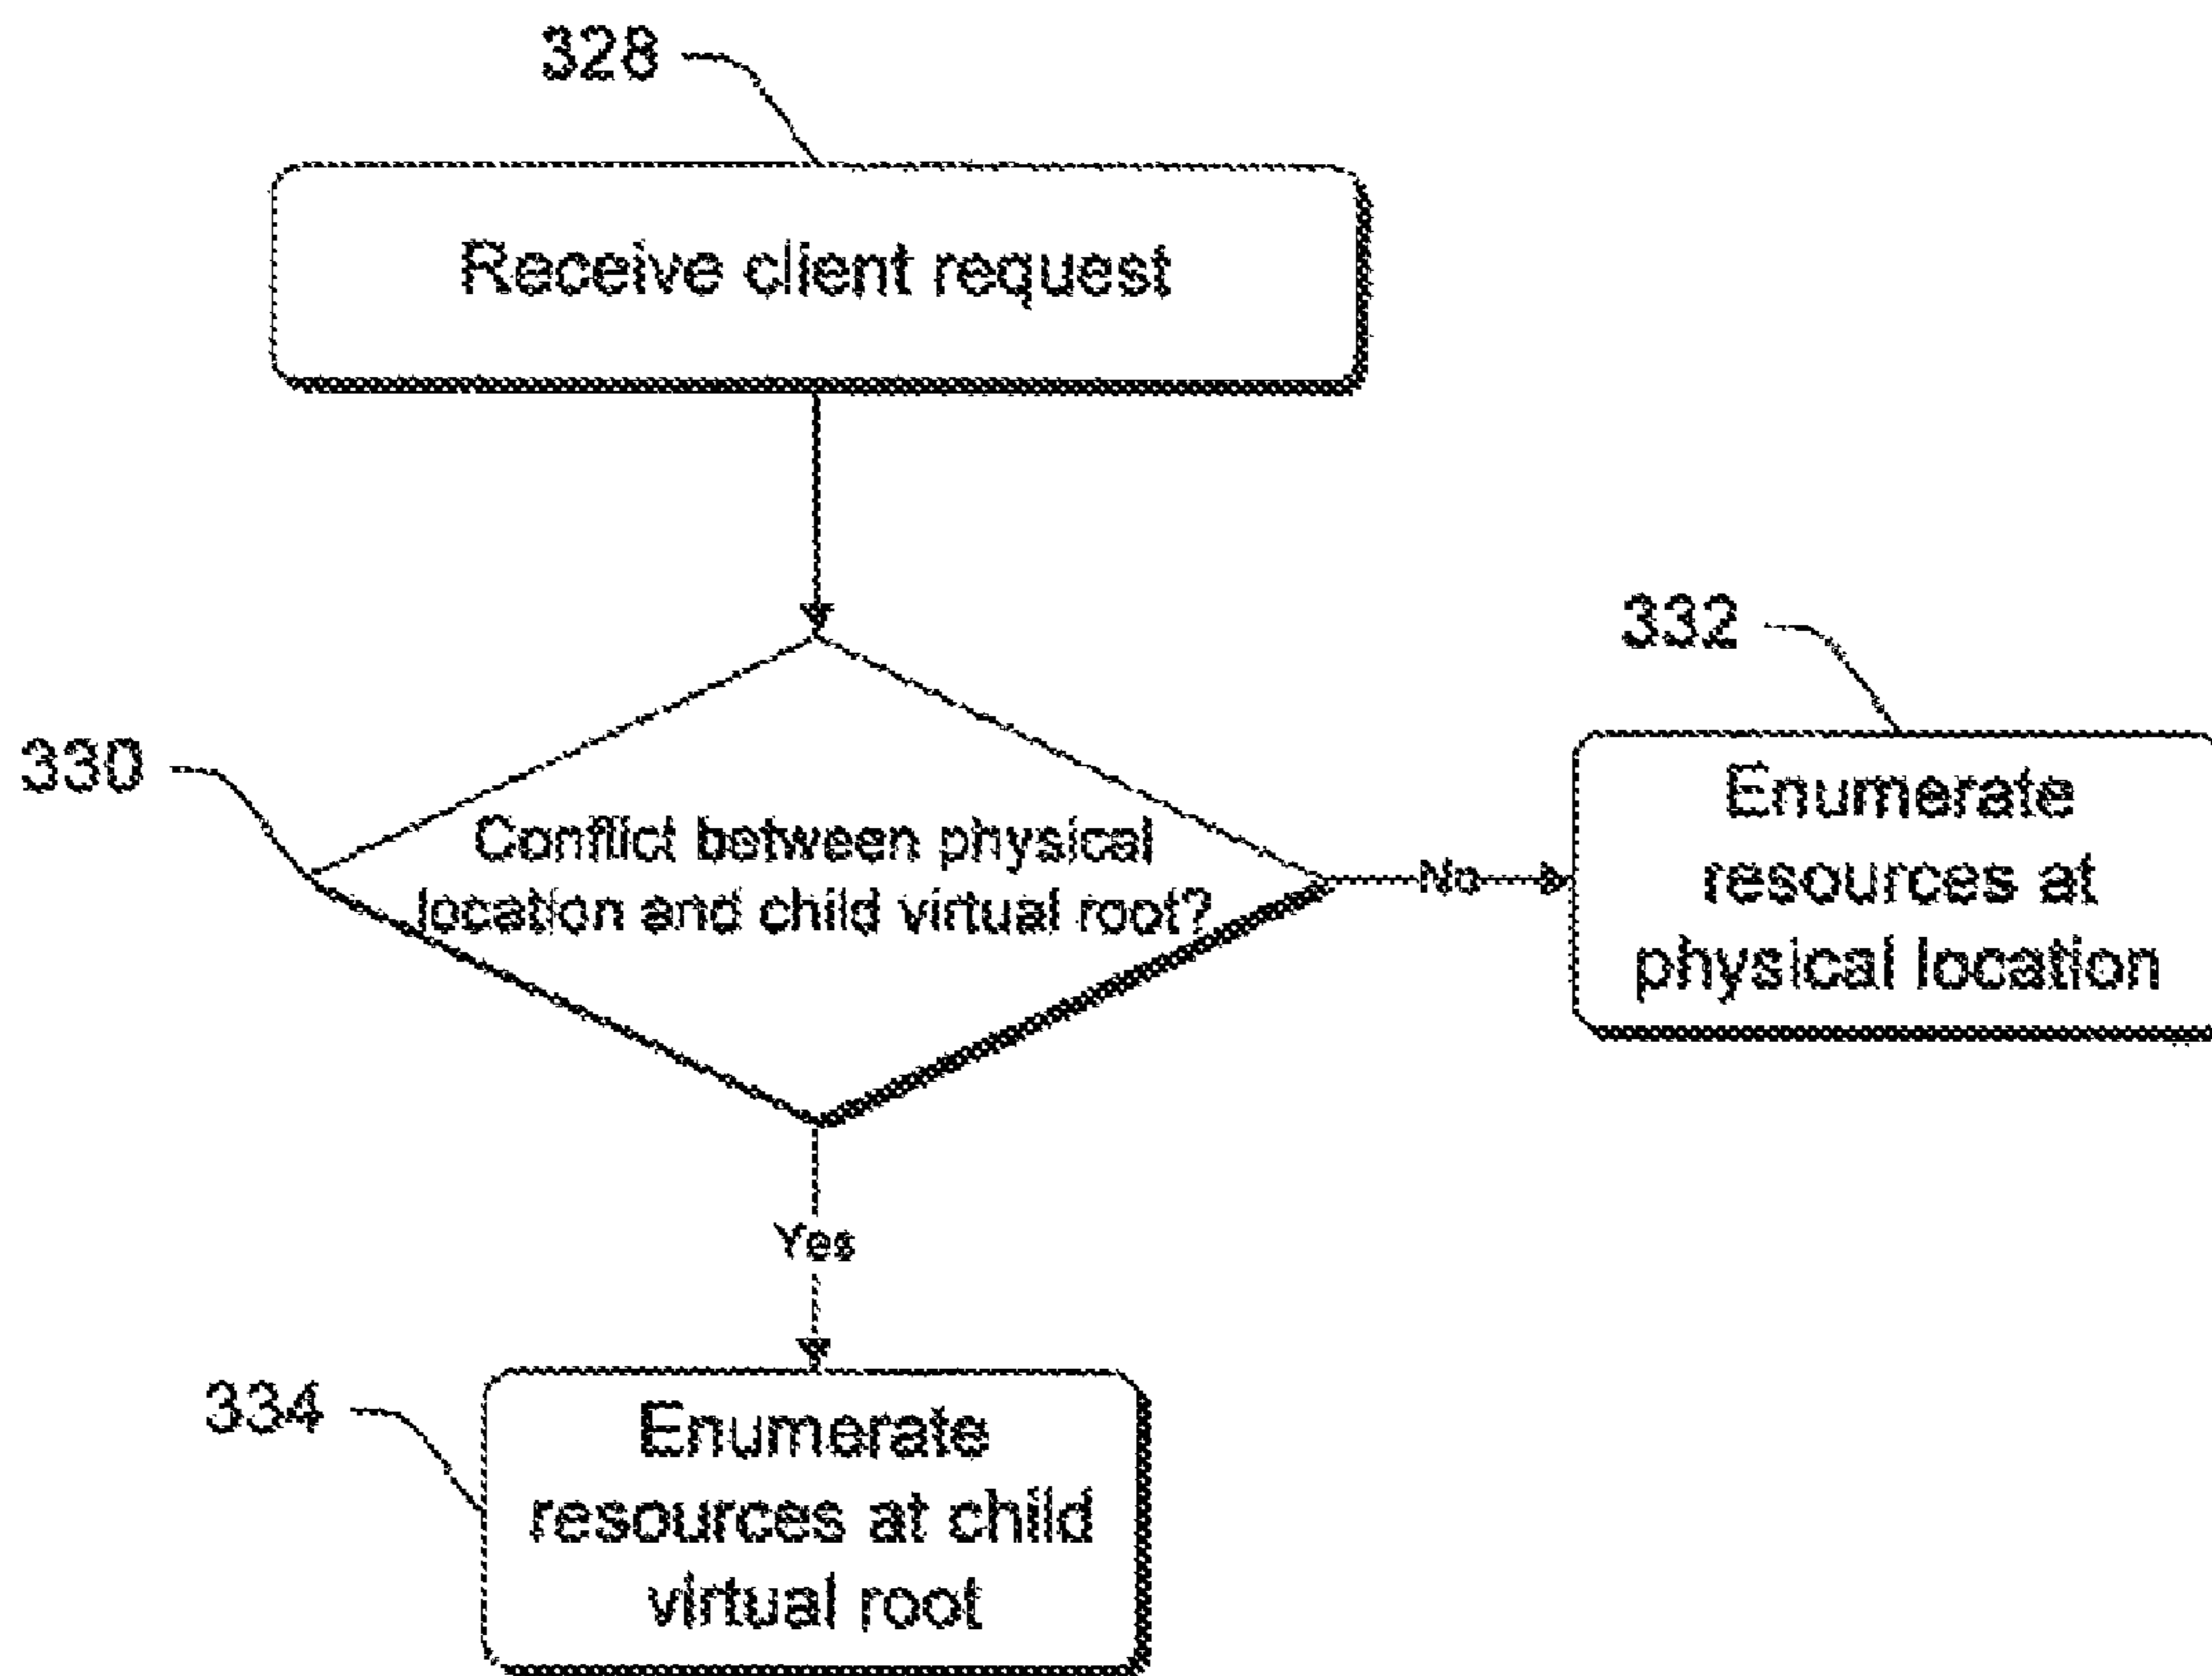 328
Receive client request
330
Conflict between physical
location and child virtual root?
No
332
Enumerate
resources at
physical location
Yes
334
Enumerate
resources at child
virtual root